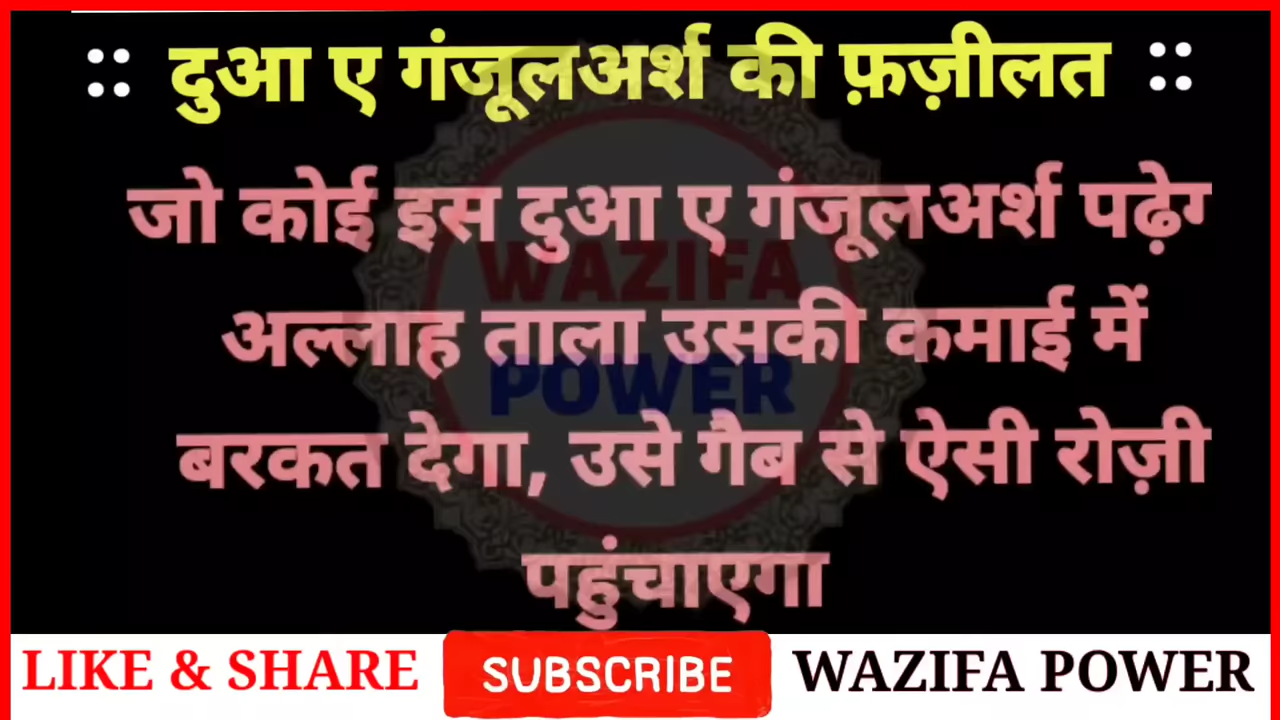 :: दुआ ए गंजूलअर्श की फ़ज़ीलत ::
जो कोई इस दुआ ए गंजूलअर्श पढ़ेग
अल्लाह ताला उसकी कमाई में
बरकत देगा, उसे गैब से ऐसी रोज़ी
पहुंचाएगा
WAZIFA
POWER
LIKE & SHARE SUBSCRIBE WAZIFA POWER